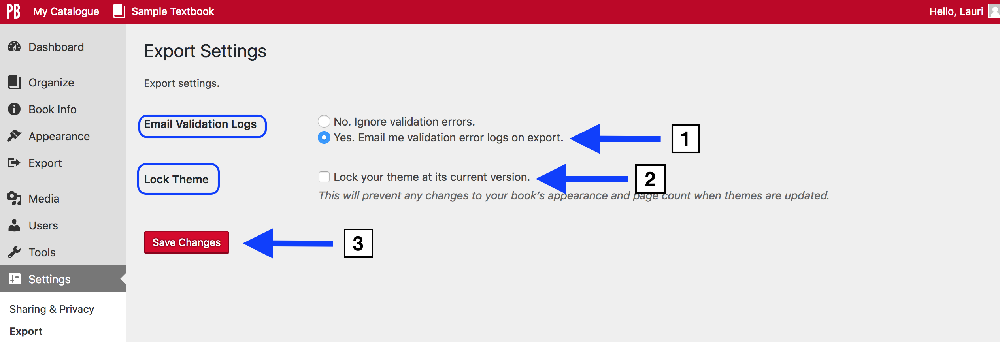 PB My Catalogue Sample Textbook Hello, Lauri
Dashboard
Organize
Book Info
Appearance
Export
Media
Users
Tools
Settings
Sharing & Privacy
Export
Export Settings
Export settings.
Email Validation Logs
No. Ignore validation errors.
Yes. Email me validation error logs on export.
1
Lock Theme
Lock your theme at its current version.
2
This will prevent any changes to your book’s appearance and page count when themes are updated.
Save Changes
3